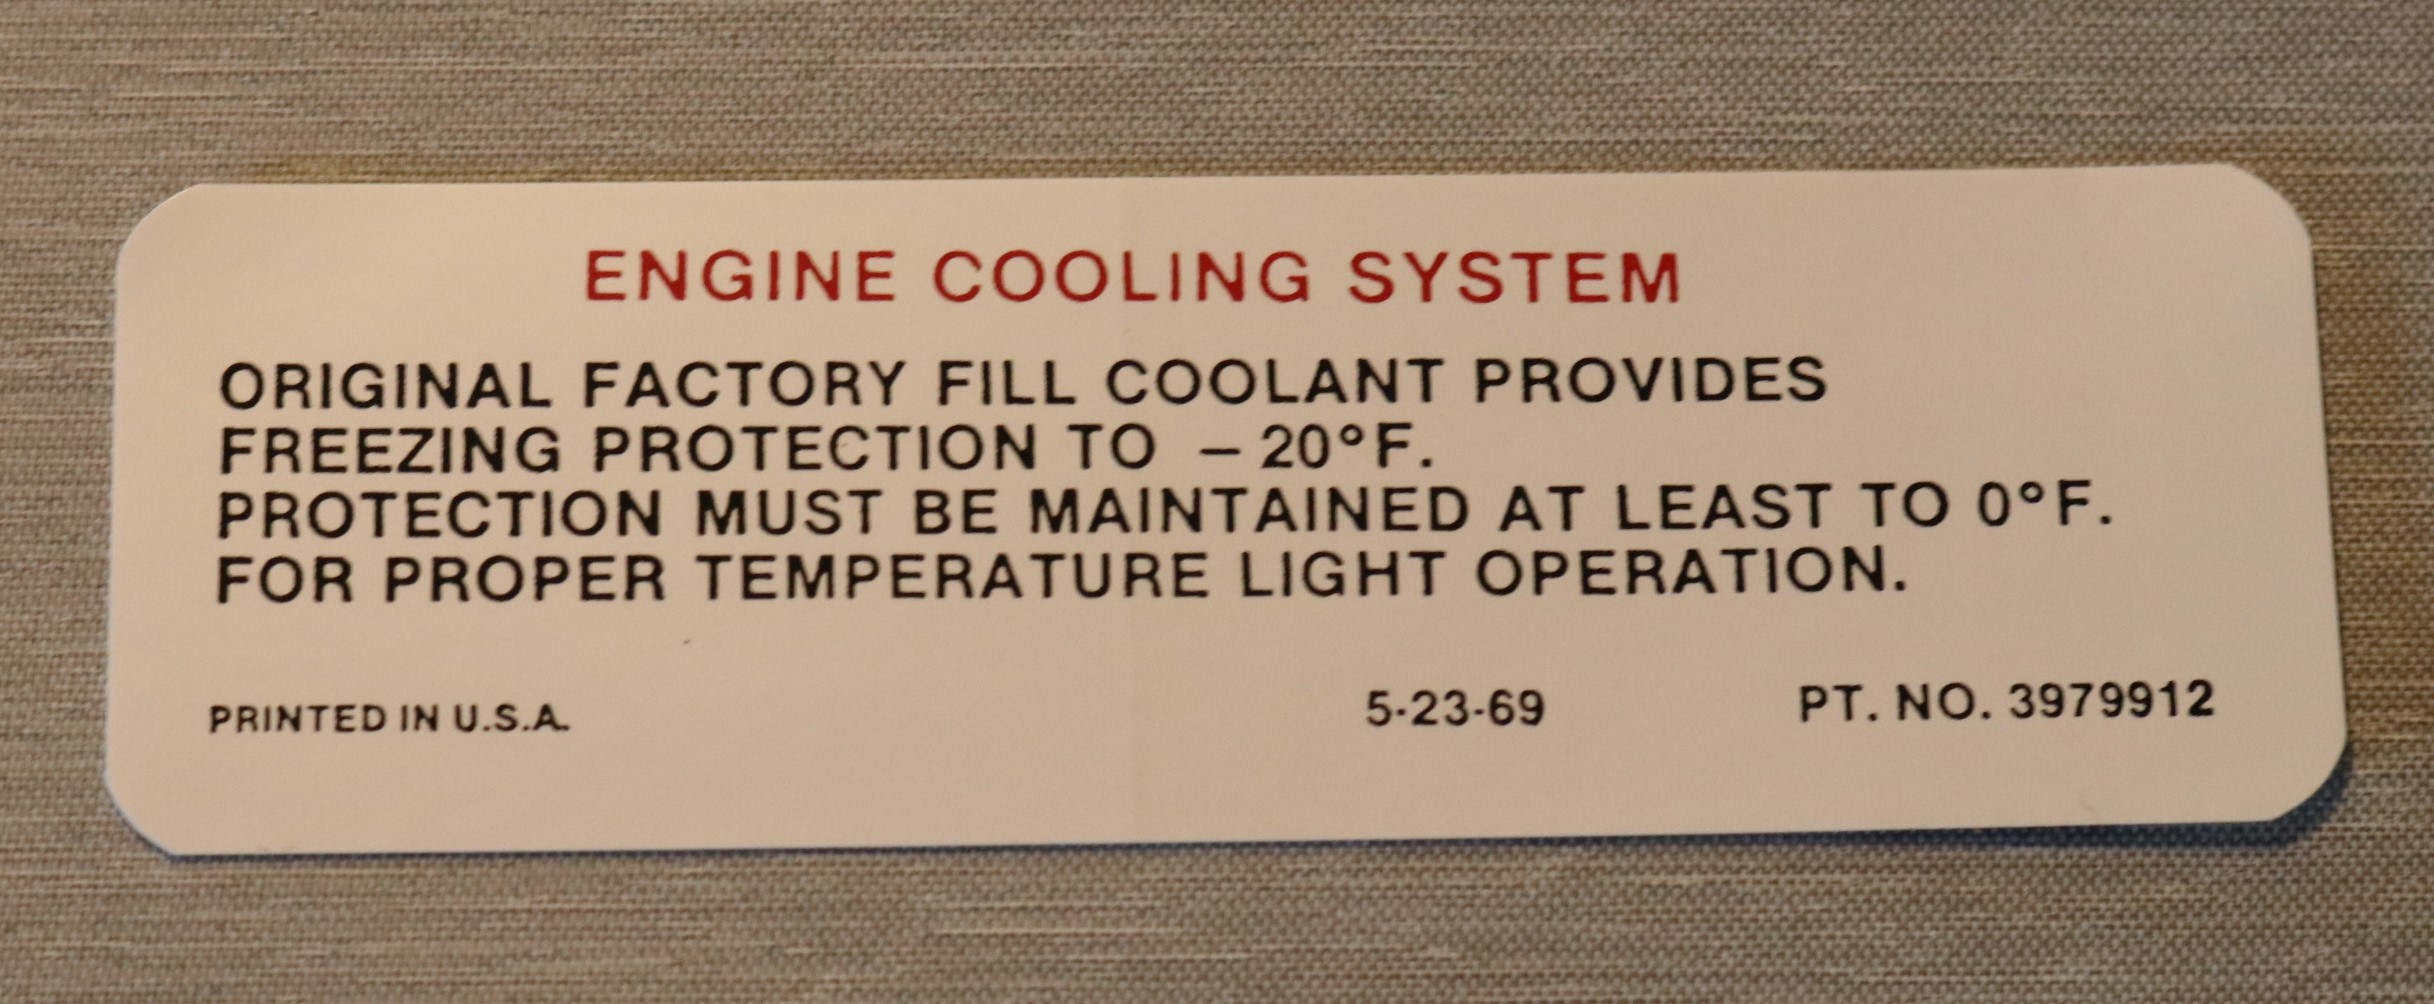 ENGINE COOLING SYSTEM
ORIGINAL FACTORY FILL COOLANT PROVIDES
FREEZING PROTECTION TO – 20°F.
PROTECTION MUST BE MAINTAINED AT LEAST TO 0°F.
FOR PROPER TEMPERATURE LIGHT OPERATION.
PRINTED IN U.S.A. 5-23-69 PT. NO. 3979912